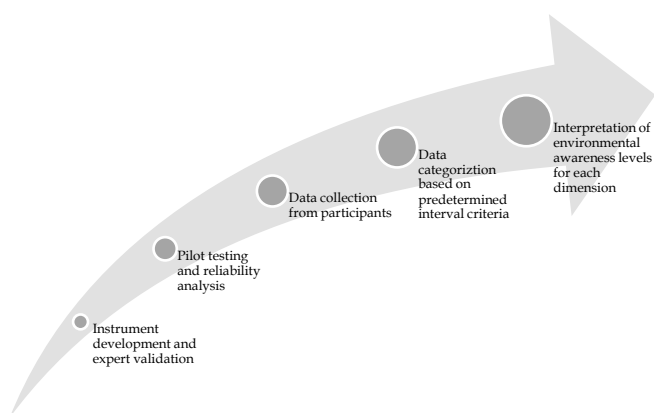 Instrument
development and
expert validation
Pilot testing
and reliability
analysis
Data collection
from participants
Data
categoriztion
based on
predetermined
interval criteria
Interpretation of
environmental
awareness levels
for each
dimension